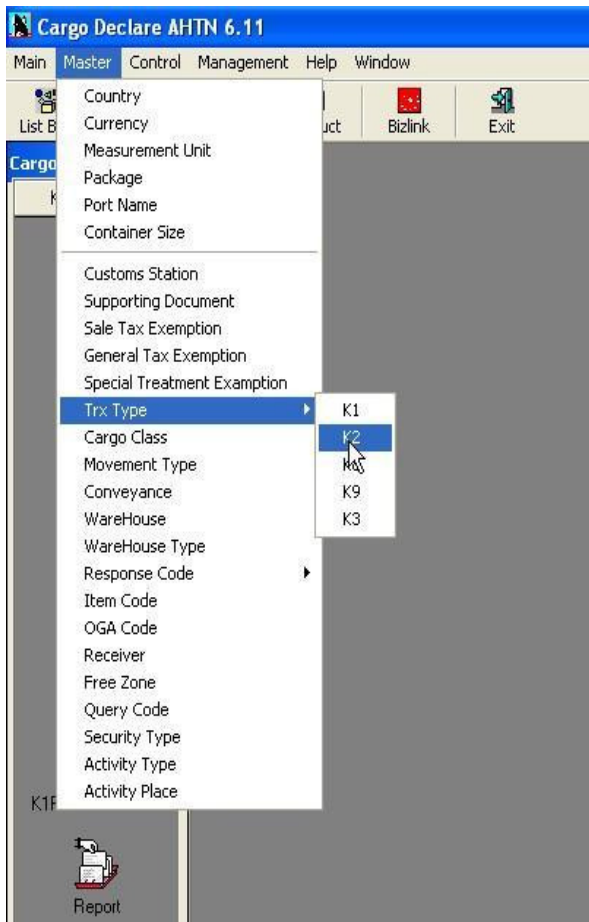 Cargo Declare AHTN 6.11
Main Master Control Management Help Window
List B
uct
Bizlink
Exit
Cargo
Country
Currency
Measurement Unit
Package
Port Name
Container Size
Customs Station
Supporting Document
Sale Tax Exemption
General Tax Exemption
Special Treatment Examption
Trx Type
K1
K2
K9
K3
Cargo Class
Movement Type
Conveyance
WareHouse
WareHouse Type
Response Code
Item Code
OGA Code
Receiver
Free Zone
Query Code
Security Type
Activity Type
Activity Place
K1F
Report